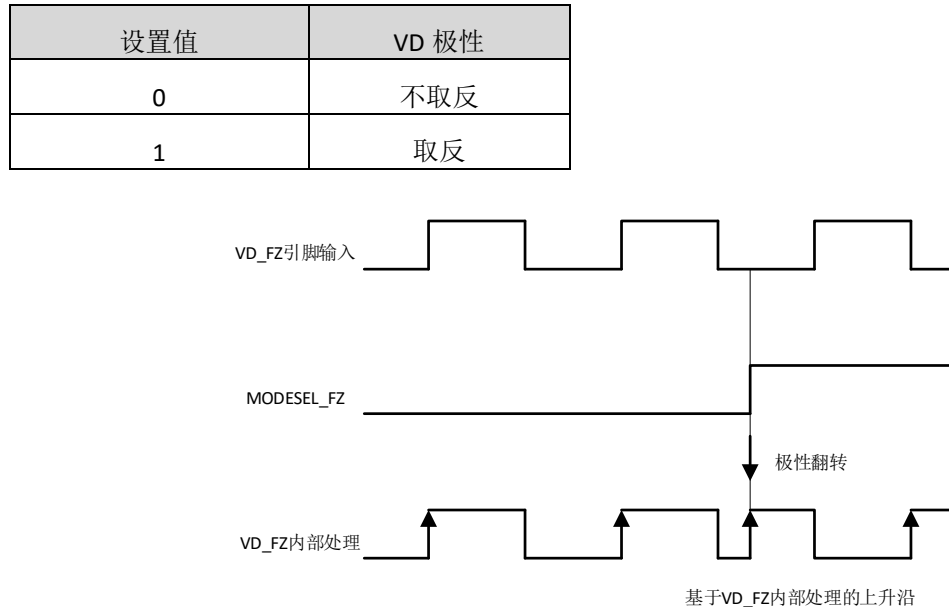 设置值 VD 极性
0 不取反
1 取反
VD_FZ引脚输入
MODESEL_FZ
极性翻转
VD_FZ内部处理
基于VD_FZ内部处理的上升沿